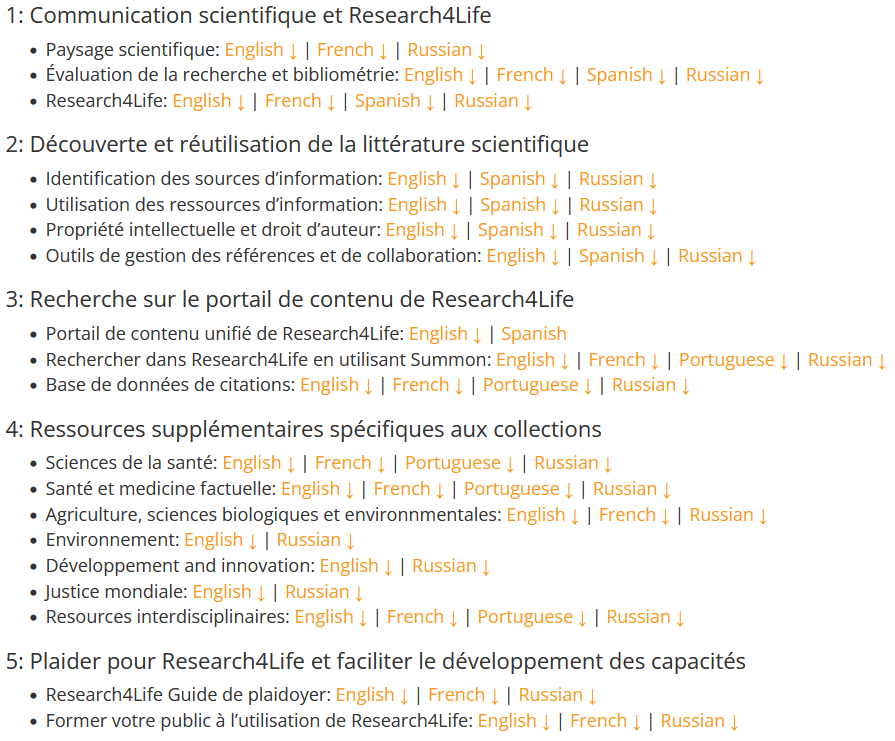 1: Communication scientifique et Research4Life
• Paysage scientifique: English ↓ | French ↓ | Russian ↓
• Évaluation de la recherche et bibliométrie: English ↓ | French ↓ | Spanish ↓ | Russian ↓
• Research4Life: English ↓ | French ↓ | Spanish ↓ | Russian ↓
2: Découverte et réutilisation de la littérature scientifique
• Identification des sources d’information: English ↓ | Spanish ↓ | Russian ↓
• Utilisation des ressources d’information: English ↓ | Spanish ↓ | Russian ↓
• Propriété intellectuelle et droit d’auteur: English ↓ | Spanish ↓ | Russian ↓
• Outils de gestion des références et de collaboration: English ↓ | Spanish ↓ | Russian ↓
3: Recherche sur le portail de contenu de Research4Life
• Portail de contenu unifié de Research4Life: English ↓ | Spanish
• Rechercher dans Research4Life en utilisant Summon: English ↓ | French ↓ | Portuguese ↓ | Russian ↓
• Base de données de citations: English ↓ | French ↓ | Portuguese ↓ | Russian ↓
4: Ressources supplémentaires spécifiques aux collections
• Sciences de la santé: English ↓ | French ↓ | Portuguese ↓ | Russian ↓
• Santé et medicine factuelle: English ↓ | French ↓ | Portuguese ↓ | Russian ↓
• Agriculture, sciences biologiques et environnmentales: English ↓ | French ↓ | Russian ↓
• Environnement: English ↓ | Russian ↓
• Développement and innovation: English ↓ | Russian ↓
• Justice mondiale: English ↓ | Russian ↓
• Resources interdisciplinaires: English ↓ | French ↓ | Portuguese ↓ | Russian ↓
5: Plaider pour Research4Life et faciliter le développement des capacités
• Research4Life Guide de plaidoyer: English ↓ | French ↓ | Russian ↓
• Former votre public à l’utilisation de Research4Life: English ↓ | French ↓ | Russian ↓